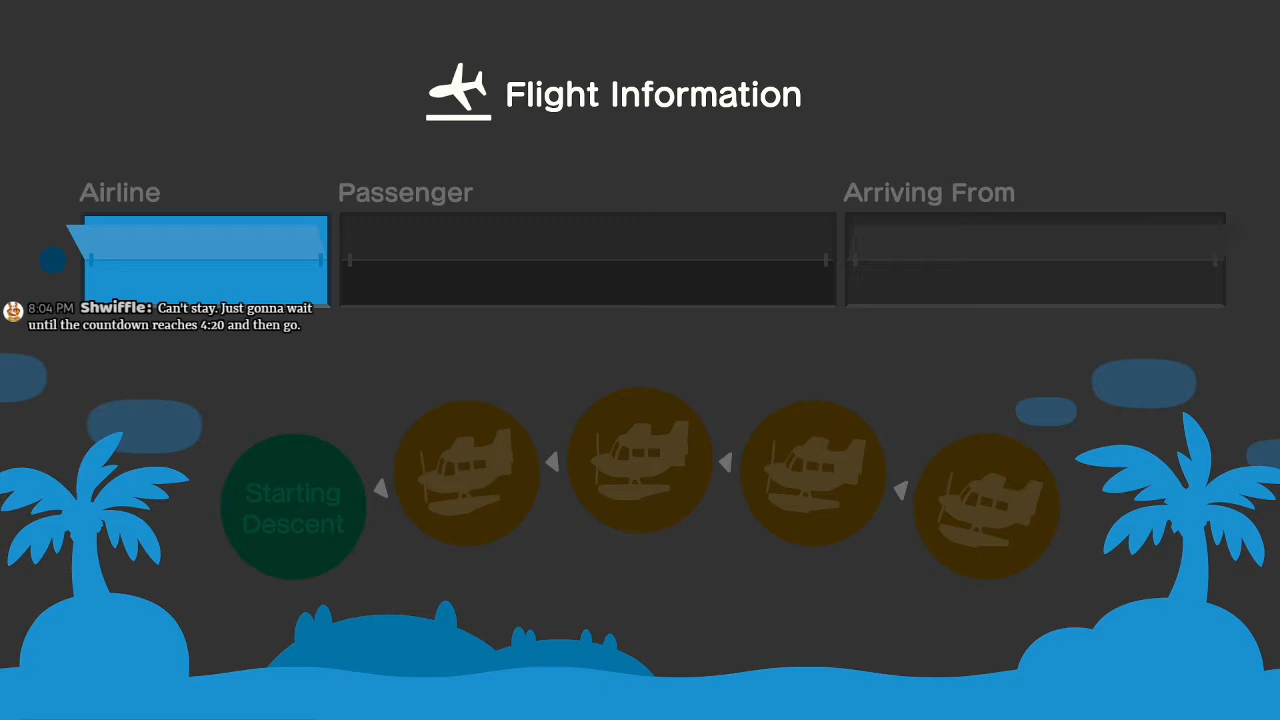 Flight Information
Airline
Passenger
Arriving From
8:04 PM Shwiffle: Can't stay. Just gonna wait
until the countdown reaches 4:20 and then go.
Starting
Descent